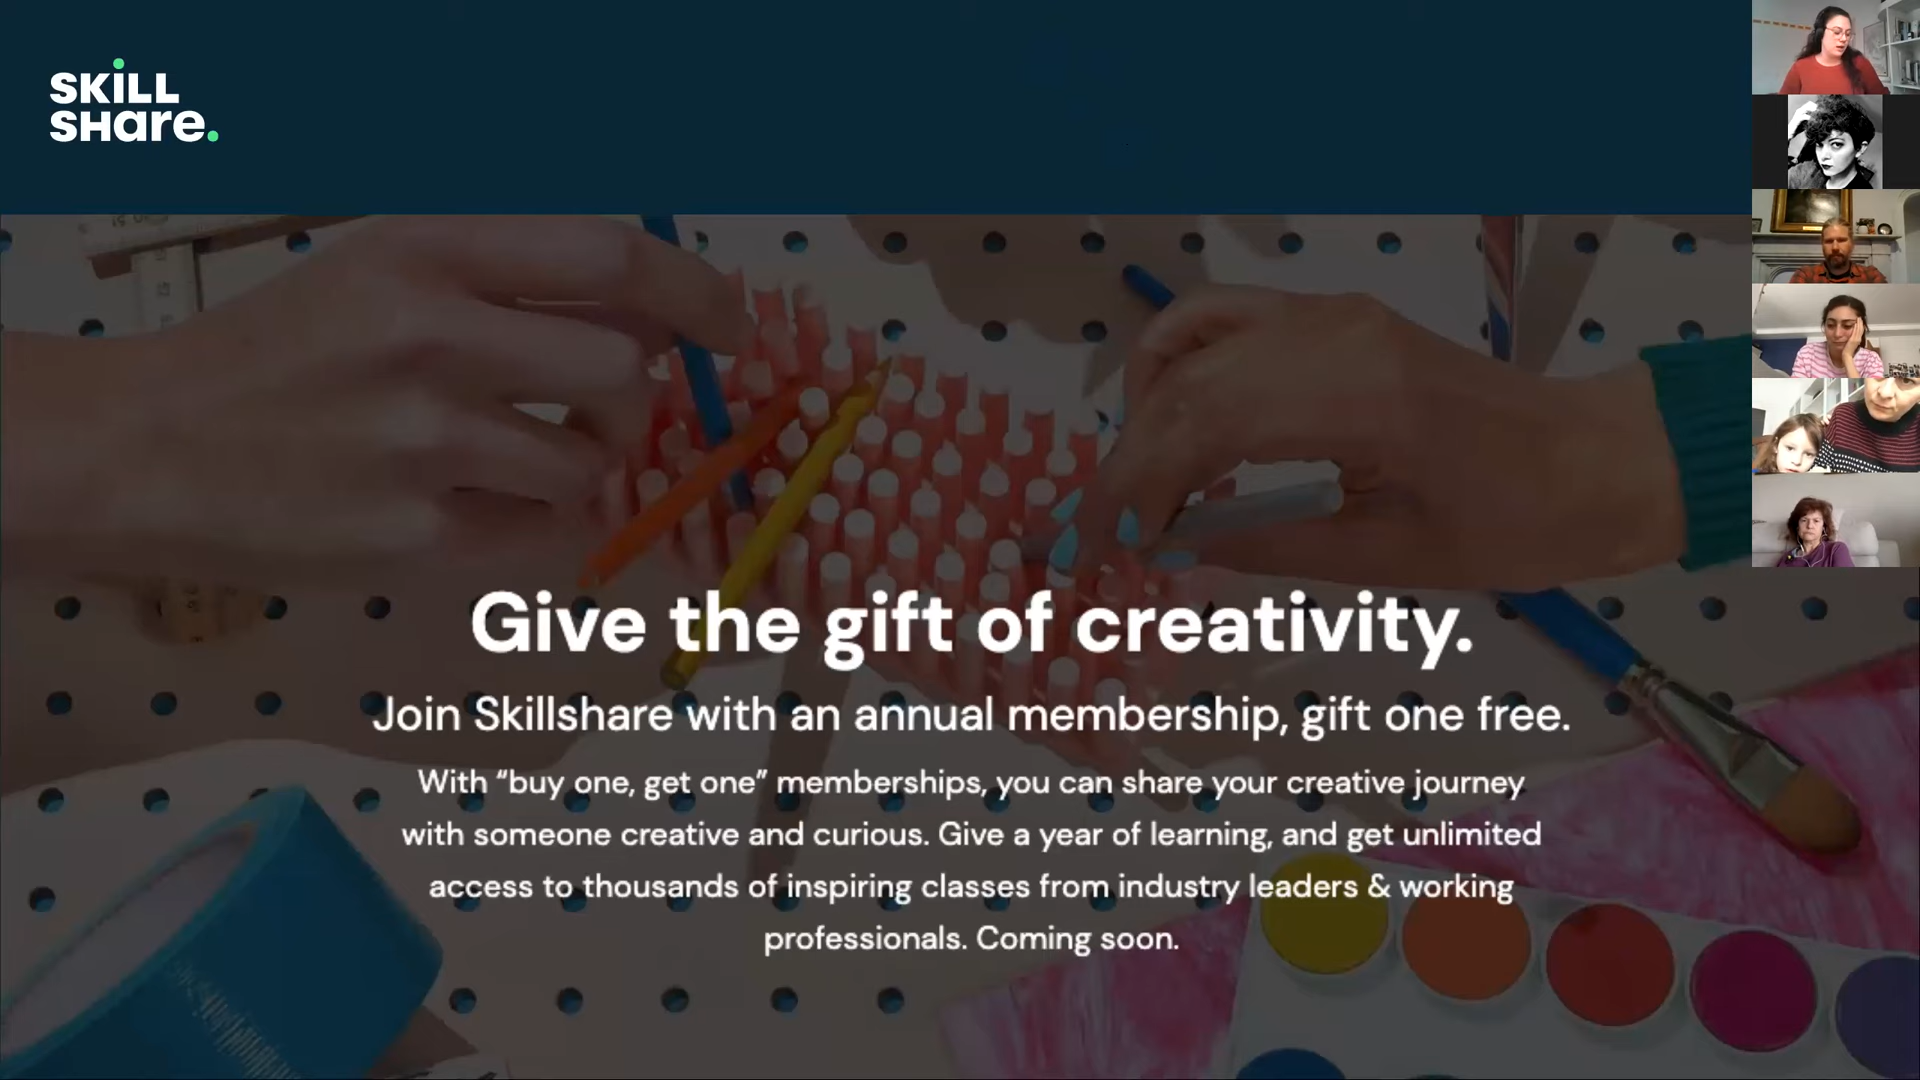 SKILL
SHare.
Give the gift of creativity.
Join Skillshare with an annual membership, gift one free.
With “buy one, get one” memberships, you can share your creative journey
with someone creative and curious. Give a year of learning, and get unlimited
access to thousands of inspiring classes from industry leaders & working
professionals. Coming soon.